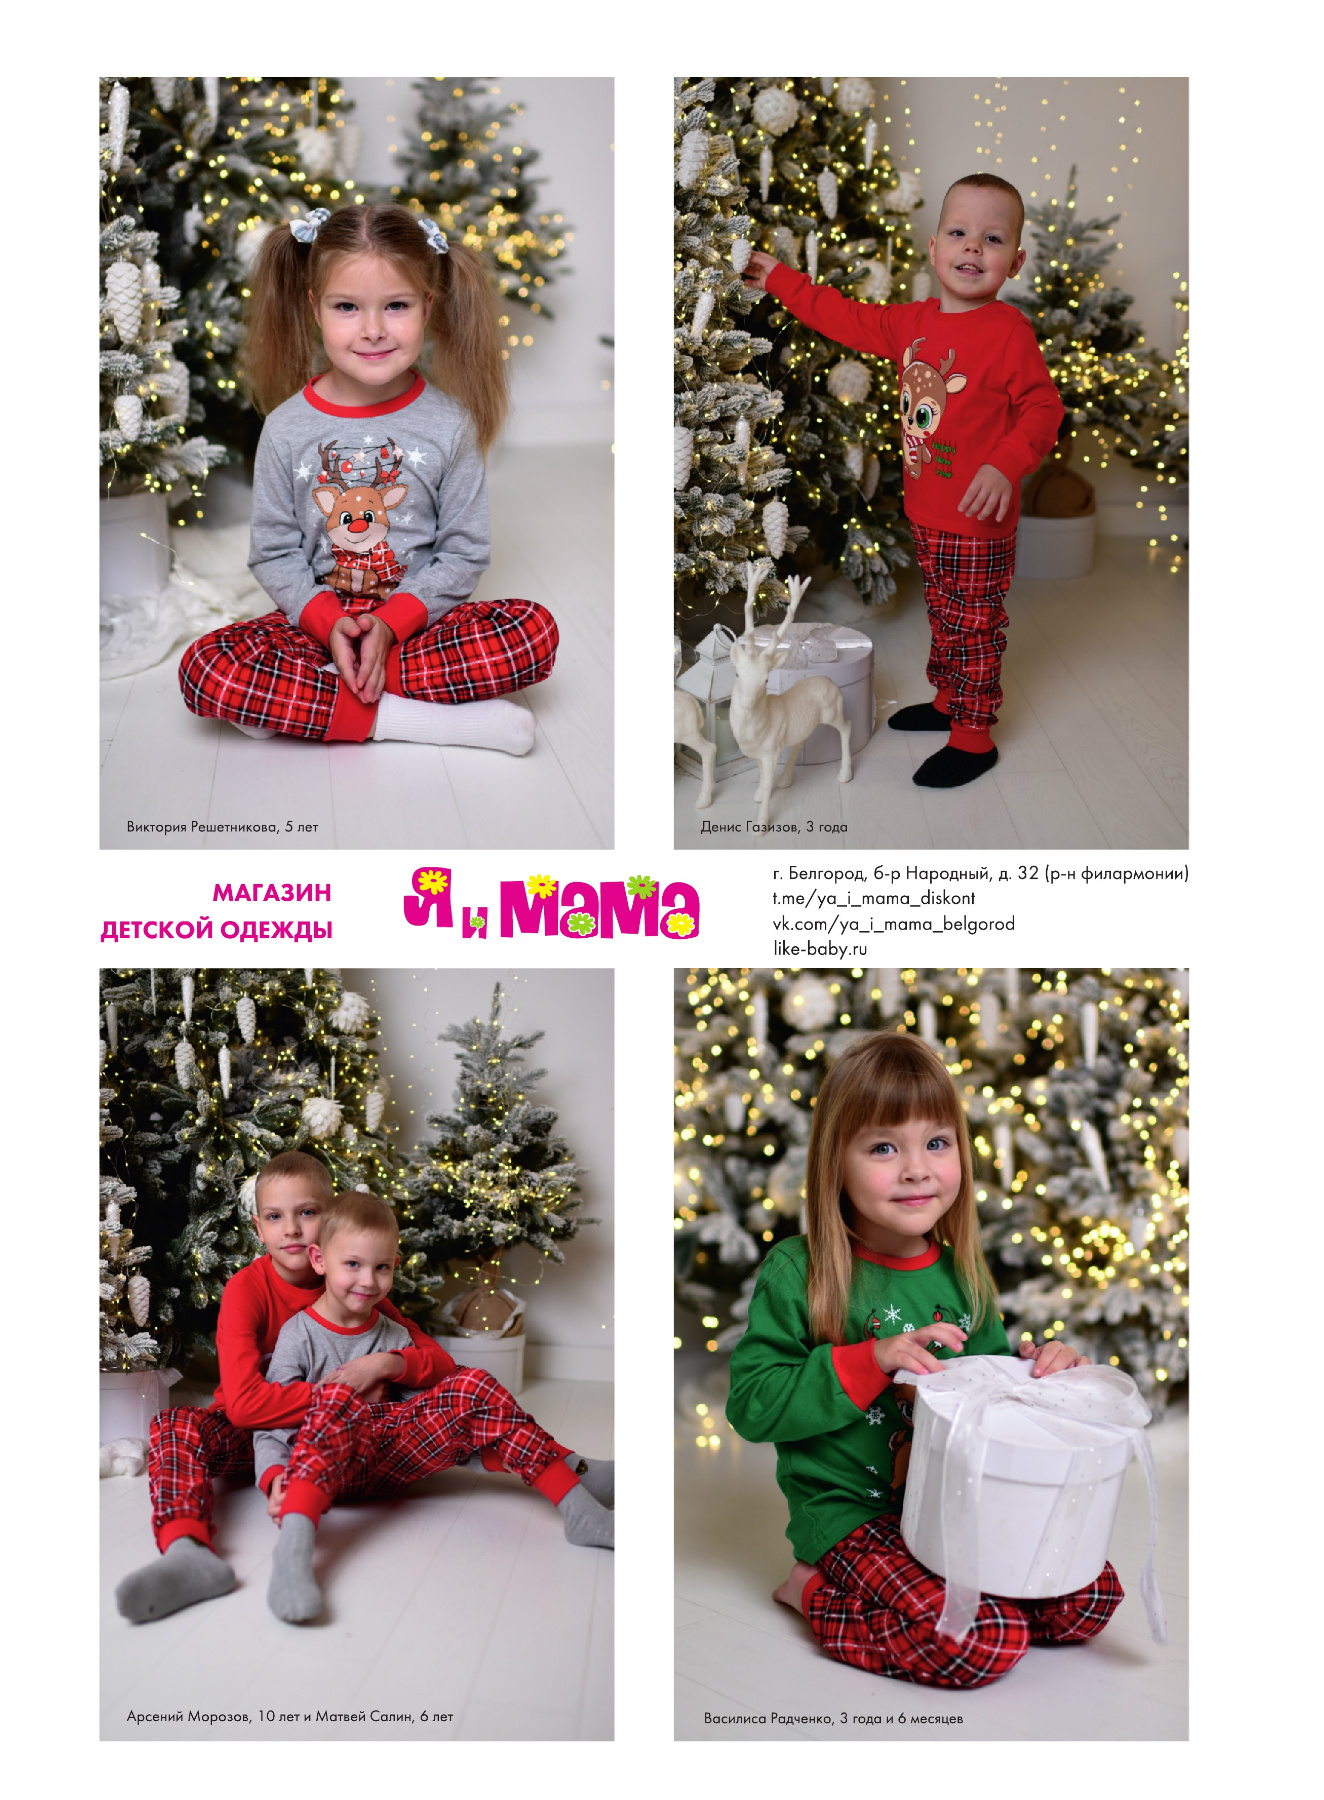 Виктория Решетникова, 5 лет
Денис Газизов, 3 года
МАГАЗИН
ДЕТСКОЙ ОДЕЖДЫ
Я и МаМа
г. Белгород, б-р Народный, д. 32 (р-н филармонии)
t.me/ya_i_mama_diskont
vk.com/ya_i_mama_belgorod
like-baby.ru
Арсений Морозов, 10 лет и Матвей Салин, 6 лет
Василиса Радченко, 3 года и 6 месяцев